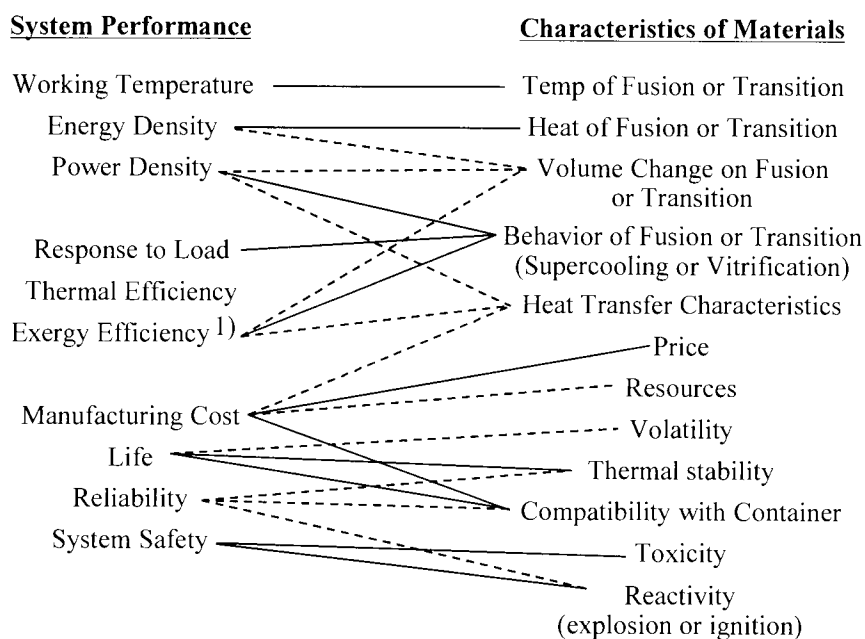 System Performance
Characteristics of Materials
Working Temperature
Temp of Fusion or Transition
Energy Density
Heat of Fusion or Transition
Power Density
Volume Change on Fusion
or Transition
Response to Load
Behavior of Fusion or Transition
(Supercooling or Vitrification)
Thermal Efficiency
Heat Transfer Characteristics
Exergy Efficiency 1)
Price
Resources
Manufacturing Cost
Volatility
Life
Thermal stability
Reliability
Compatibility with Container
System Safety
Toxicity
Reactivity
(explosion or ignition)